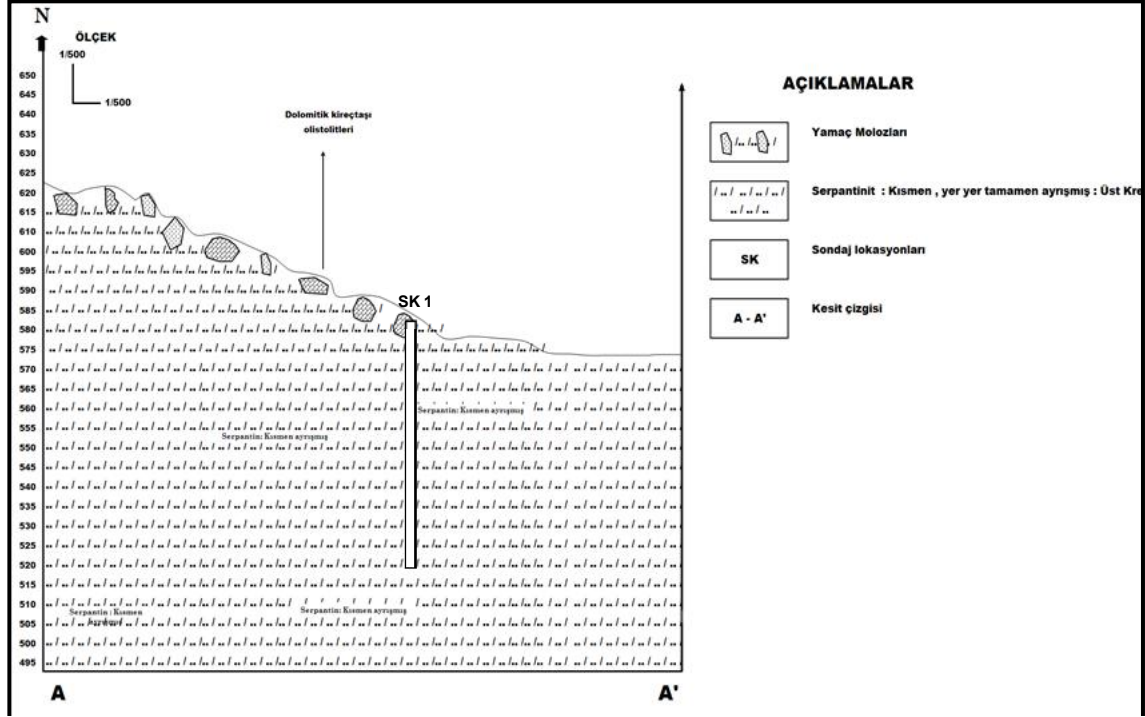 N
ÖLÇEK
1/500
1/500
650
645
640
635
630
625
620
615
610
605
600
595
590
585
580
575
570
565
560
555
550
545
540
535
530
525
520
515
510
505
500
495
Dolomitik kireçtaşı
olistolitleri
SK 1
Serpantin: Kısmen ayrışmış
Serpantin: Kısmen ayrışmış
Serpantin : Kısmen
ayrışmış
Serpantin: Kısmen ayrışmış
A
A'
AÇIKLAMALAR
Yamaç Molozları
Serpantinit : Kısmen , yer yer tamamen ayrışmış : Üst Kre
SK
Sondaj lokasyonları
A - A'
Kesit çizgisi